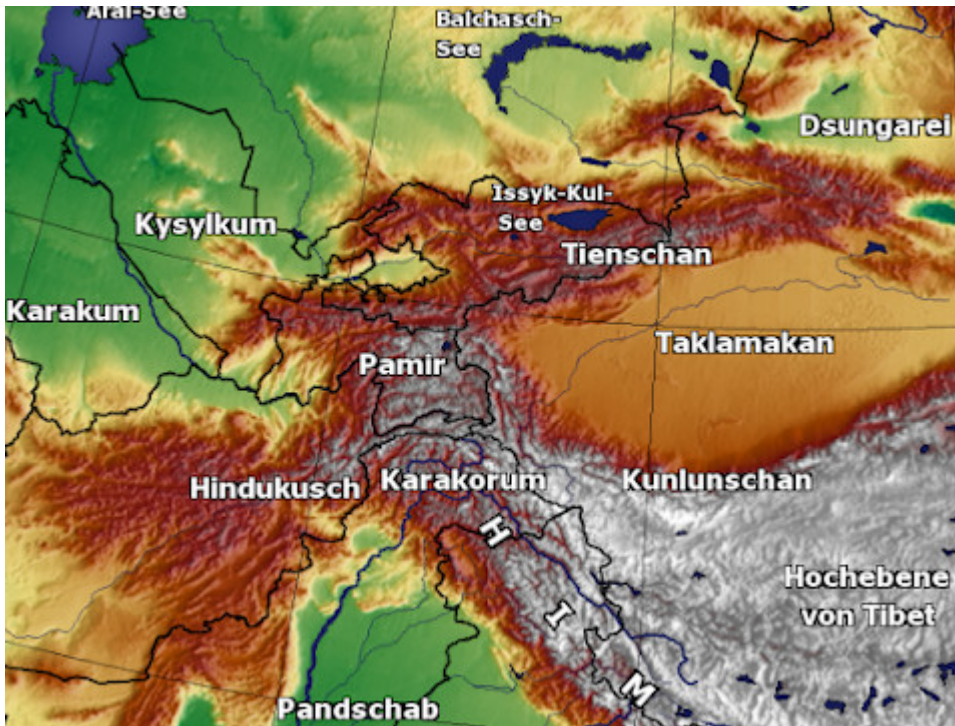 Aral-See
Balchasch-
See
Dsungarei
Issyk-Kul-
See
Kysylkum
Tienschan
Karakum
Taklamakan
Pamir
Hindukusch
Karakorum
Kunlunschan
H
I
M
Hochebene
von Tibet
Pandschab